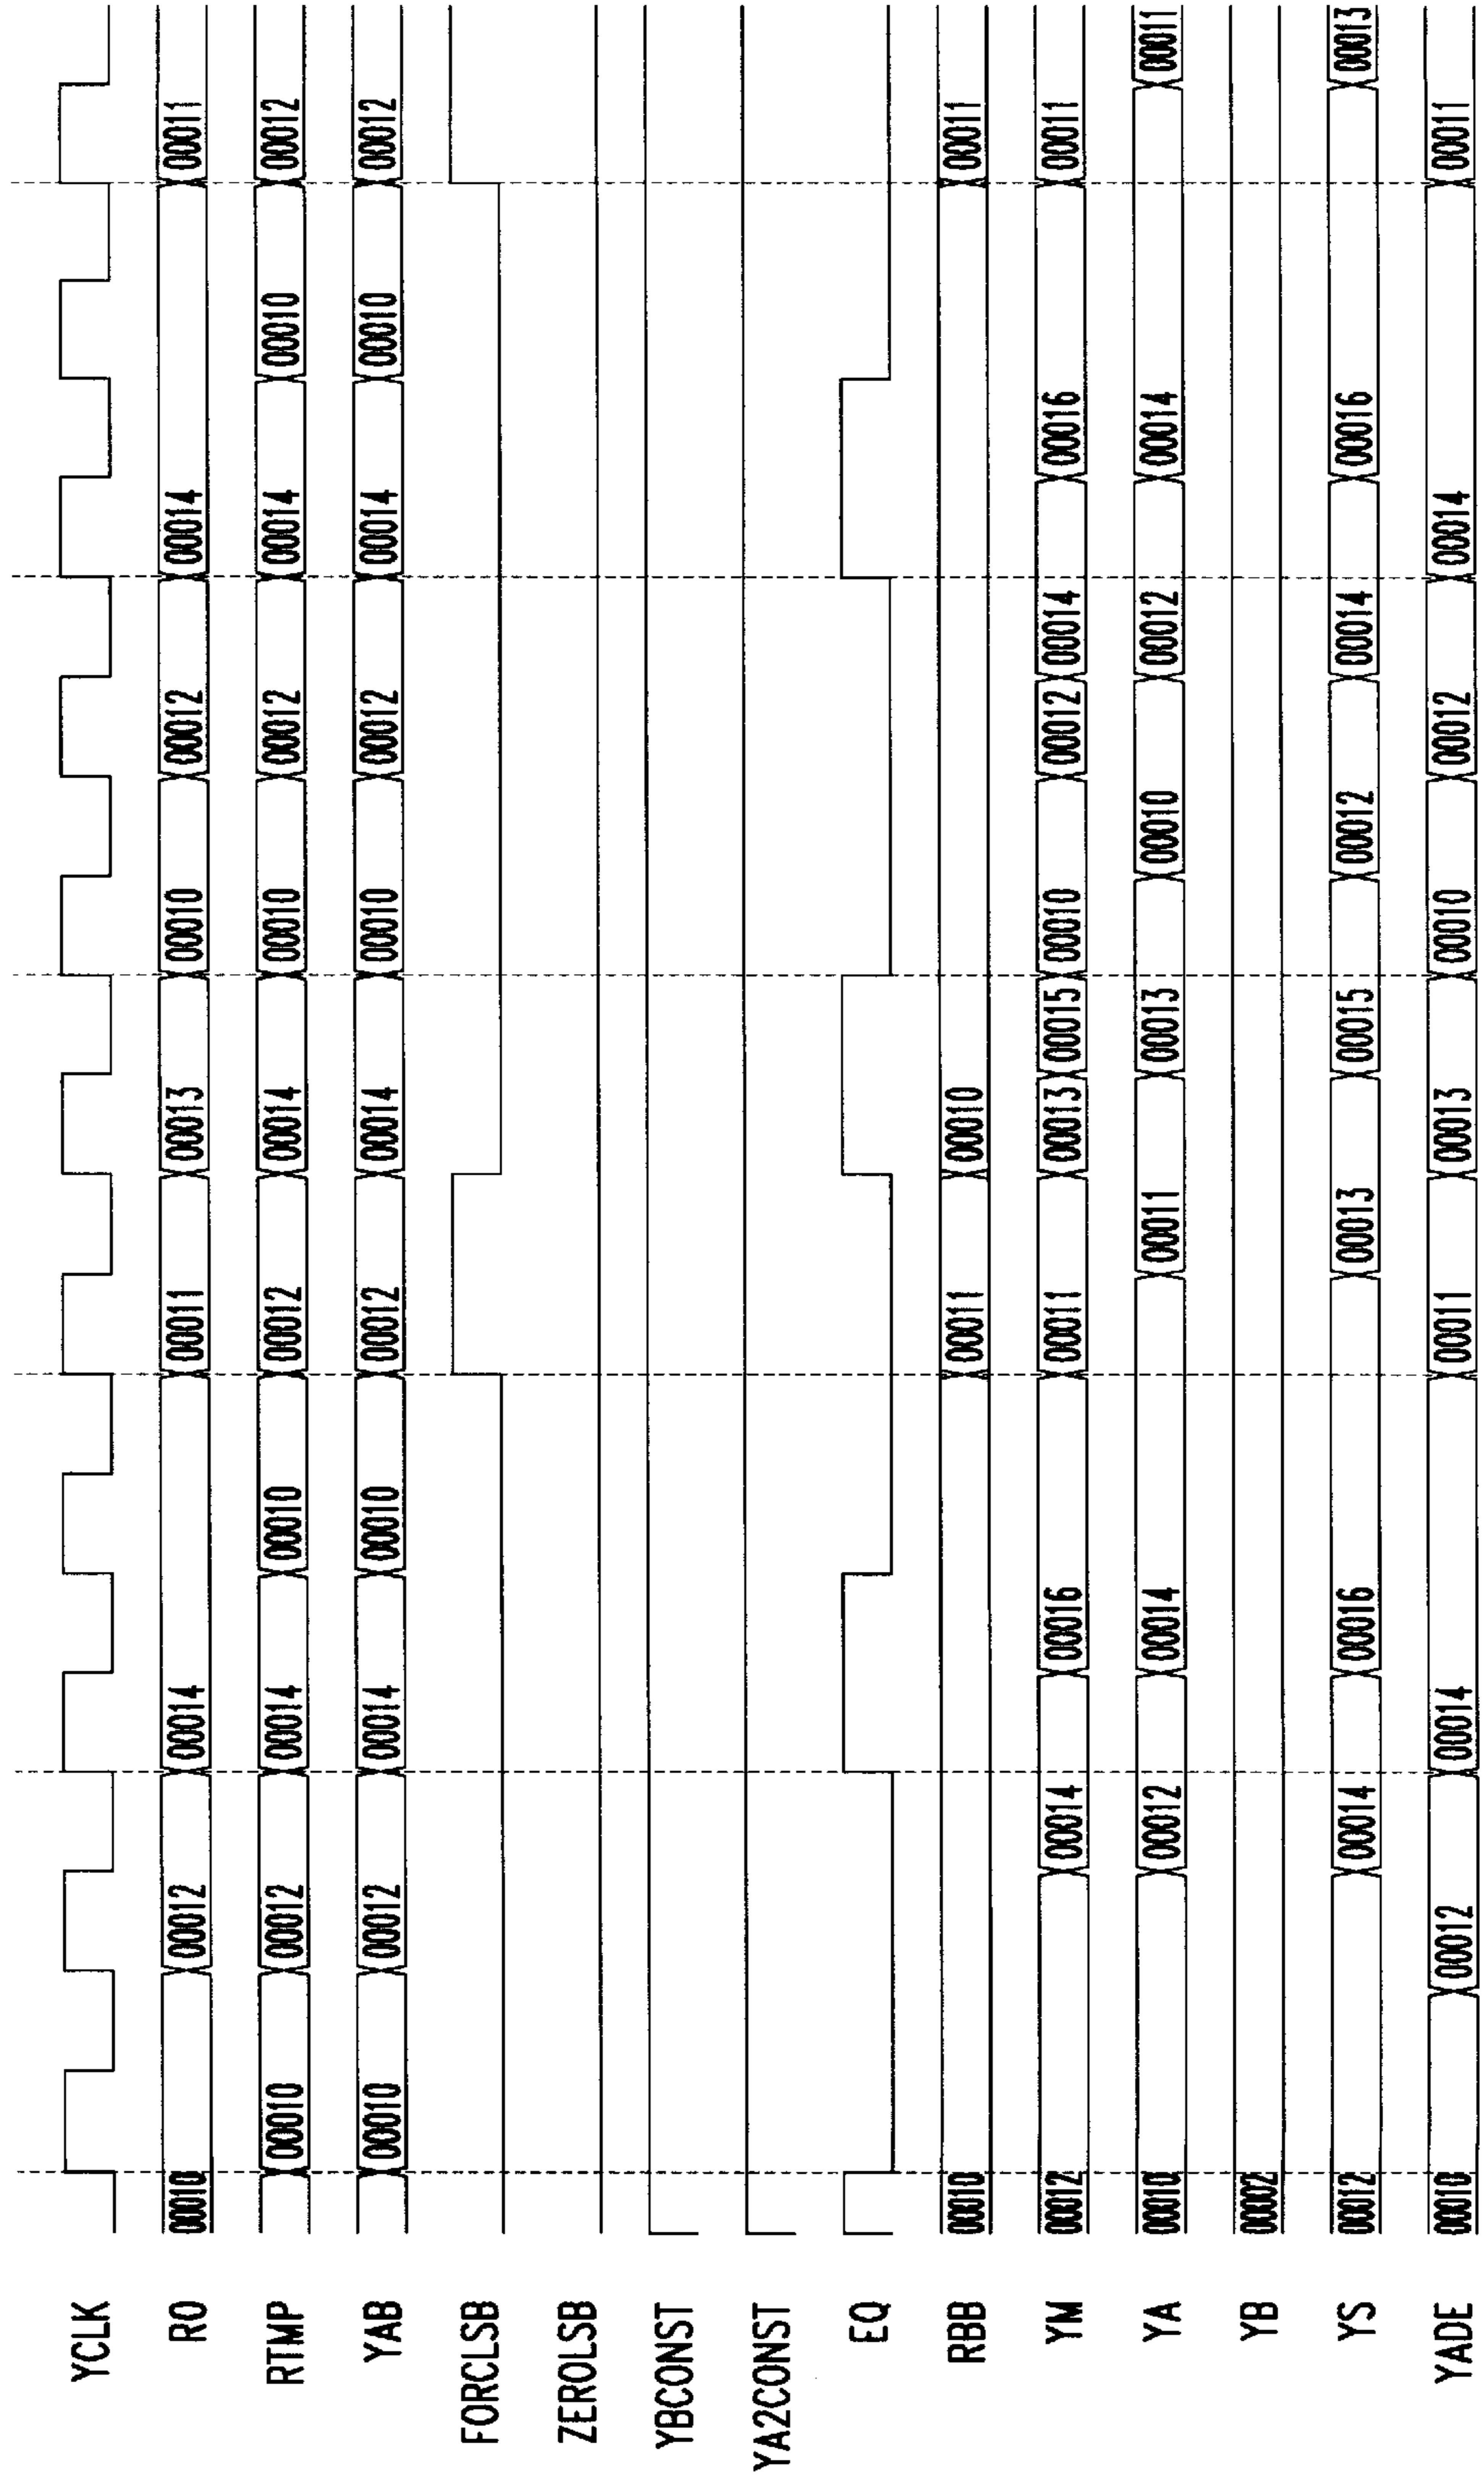 YCLK
R0 00010 00012 00014 00011 00013 00010 00012 00014 00011
RTMP 00010 00012 00014 00010 00012 00014 00010 00012 00014 00010 00012
YAB 00010 00012 00014 00010 00012 00014 00010 00012 00014 00010 00012
FORCLSB
ZEROLSB
YBCONST
YA2CONST
EQ
RBB 00010 00011 00010 00011
YM 00012 00014 00016 00011 00013 00015 00010 00012 00014 00016 00011
YA 00010 00012 00014 00011 00013 00010 00012 00014 00011
YB 00002
YS 00012 00014 00016 00013 00015 00012 00014 00016 00013
YADE 00010 00012 00014 00011 00013 00010 00012 00014 00011